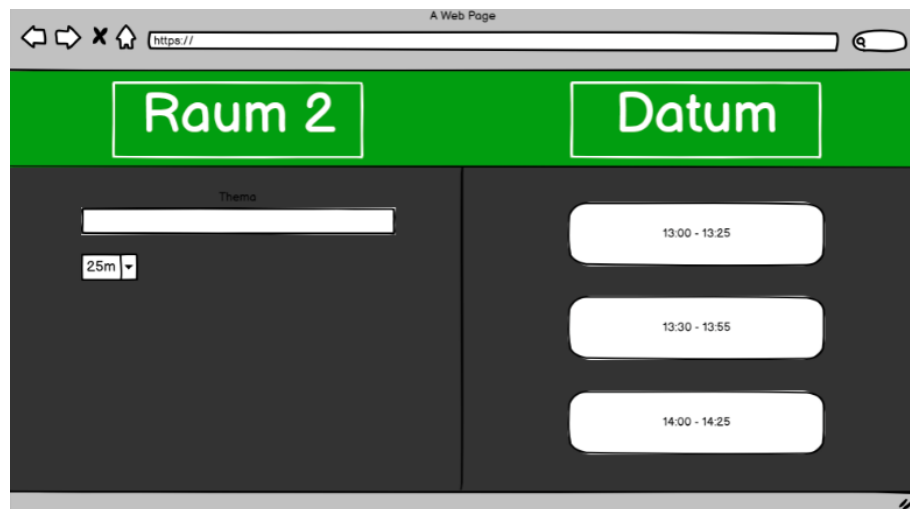 A Web Page
https://
Raum 2
Datum
Thema
25m
13:00 - 13:25
13:30 - 13:55
14:00 - 14:25